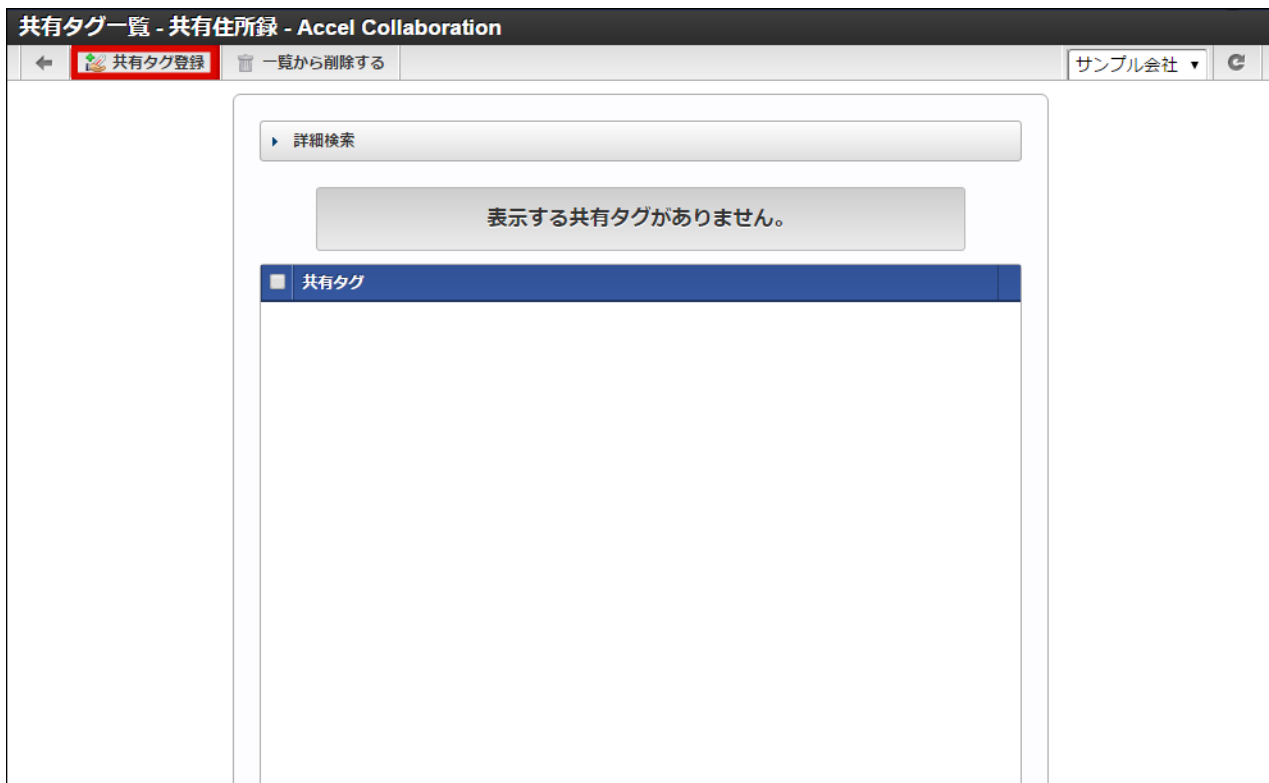 共有タグ一覧 - 共有住所録 - Accel Collaboration
共有タグ登録 一覧から削除する サンプル会社
詳細検索
表示する共有タグがありません。
共有タグ